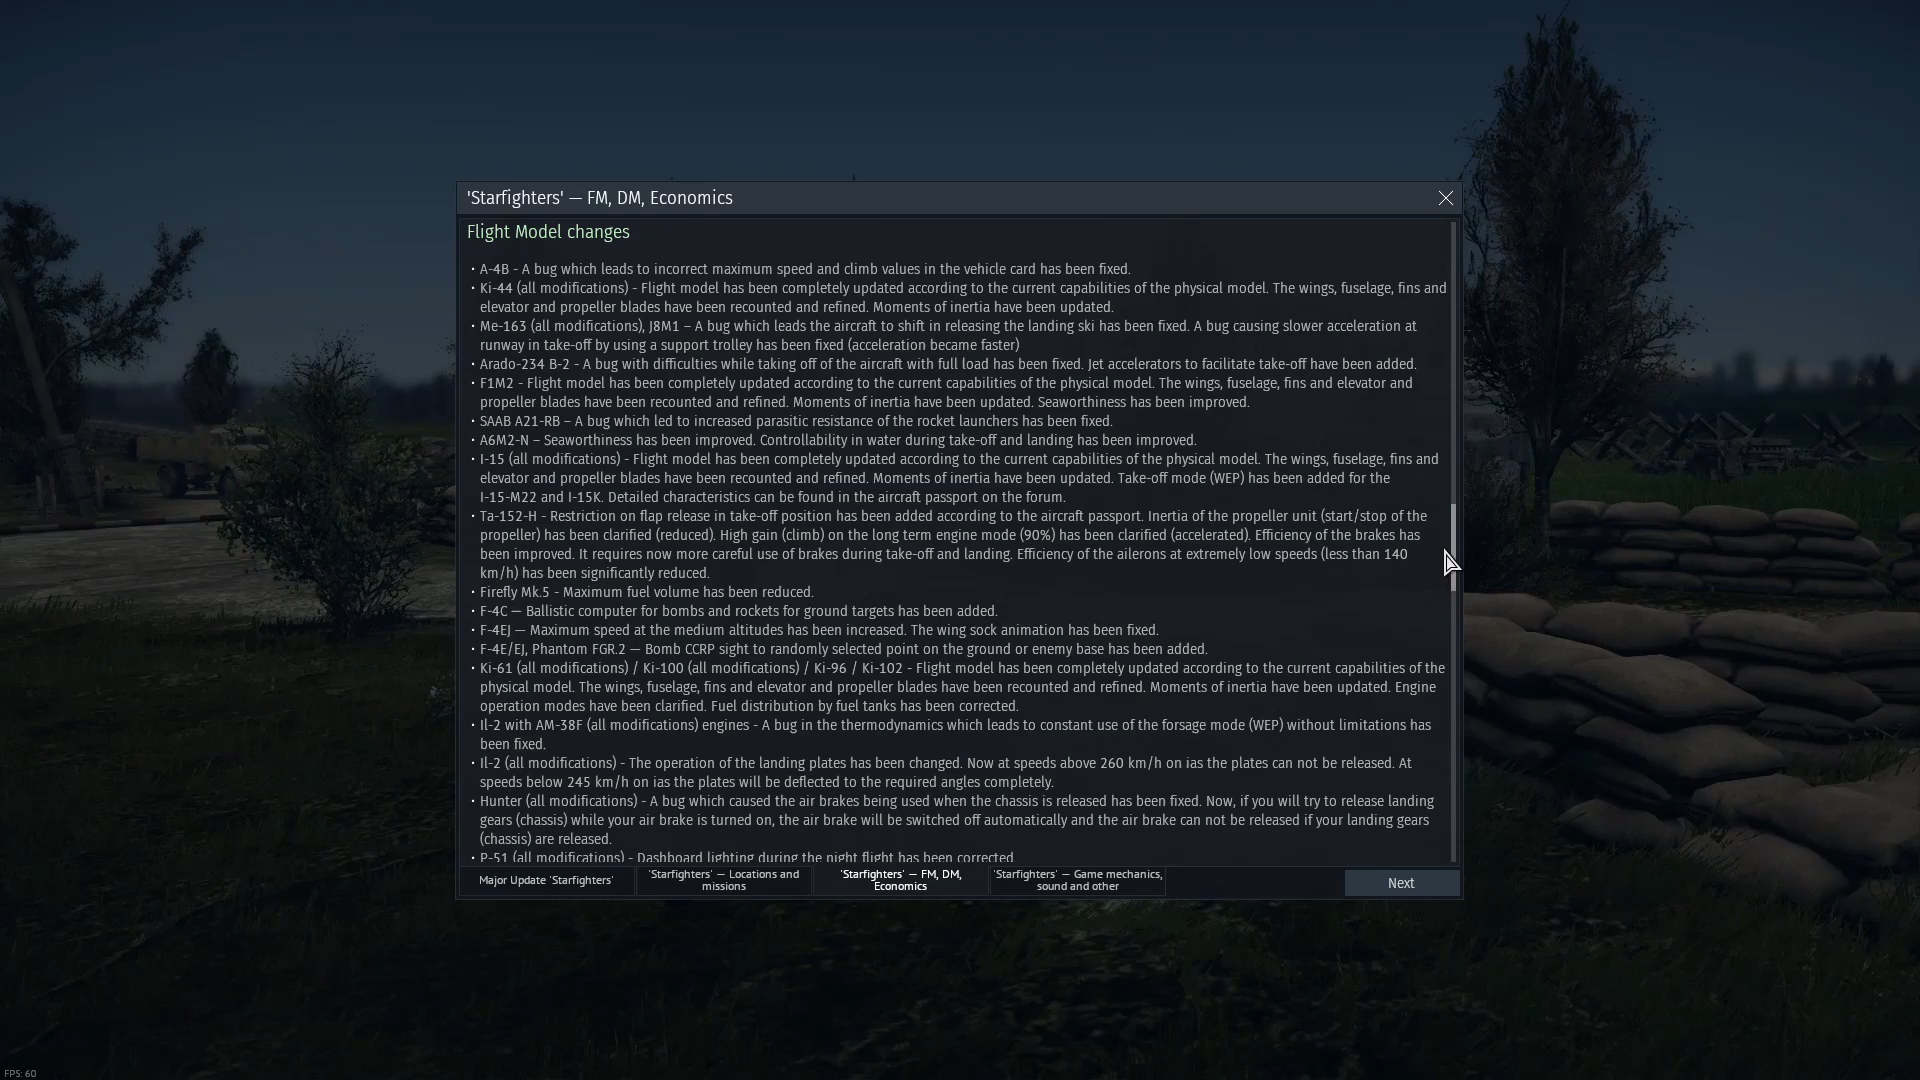 'Starfighters' — FM, DM, Economics
Flight Model changes
• A-4B - A bug which leads to incorrect maximum speed and climb values in the vehicle card has been fixed.
• Ki-44 (all modifications) - Flight model has been completely updated according to the current capabilities of the physical model. The wings, fuselage, fins and
elevator and propeller blades have been recounted and refined. Moments of inertia have been updated.
• Me-163 (all modifications), J8M1 – A bug which leads the aircraft to shift in releasing the landing ski has been fixed. A bug causing slower acceleration at
runway in take-off by using a support trolley has been fixed (acceleration became faster)
• Arado-234 B-2 - A bug with difficulties while taking off of the aircraft with full load has been fixed. Jet accelerators to facilitate take-off have been added.
• F1M2 - Flight model has been completely updated according to the current capabilities of the physical model. The wings, fuselage, fins and elevator and
propeller blades have been recounted and refined. Moments of inertia have been updated. Seaworthiness has been improved.
• SAAB A21-RB – A bug which led to increased parasitic resistance of the rocket launchers has been fixed.
• A6M2-N – Seaworthiness has been improved. Controllability in water during take-off and landing has been improved.
• I-15 (all modifications) - Flight model has been completely updated according to the current capabilities of the physical model. The wings, fuselage, fins and
elevator and propeller blades have been recounted and refined. Moments of inertia have been updated. Take-off mode (WEP) has been added for the
I-15-M22 and I-15K. Detailed characteristics can be found in the aircraft passport on the forum.
• Ta-152-H - Restriction on flap release in take-off position has been added according to the aircraft passport. Inertia of the propeller unit (start/stop of the
propeller) has been clarified (reduced). High gain (climb) on the long term engine mode (90%) has been clarified (accelerated). Efficiency of the brakes has
been improved. It requires now more careful use of brakes during take-off and landing. Efficiency of the ailerons at extremely low speeds (less than 140
km/h) has been significantly reduced.
• Firefly Mk.5 - Maximum fuel volume has been reduced.
• F-4C — Ballistic computer for bombs and rockets for ground targets has been added.
• F-4EJ — Maximum speed at the medium altitudes has been increased. The wing sock animation has been fixed.
• F-4E/EJ, Phantom FGR.2 — Bomb CCRP sight to randomly selected point on the ground or enemy base has been added.
• Ki-61 (all modifications) / Ki-100 (all modifications) / Ki-96 / Ki-102 - Flight model has been completely updated according to the current capabilities of the
physical model. The wings, fuselage, fins and elevator and propeller blades have been recounted and refined. Moments of inertia have been updated. Engine
operation modes have been clarified. Fuel distribution by fuel tanks has been corrected.
• Il-2 with AM-38F (all modifications) engines - A bug in the thermodynamics which leads to constant use of the forsage mode (WEP) without limitations has
been fixed.
• Il-2 (all modifications) - The operation of the landing plates has been changed. Now at speeds above 260 km/h on ias the plates can not be released. At
speeds below 245 km/h on ias the plates will be deflected to the required angles completely.
• Hunter (all modifications) - A bug which caused the air brakes being used when the chassis is released has been fixed. Now, if you will try to release landing
gears (chassis) while your air brake is turned on, the air brake will be switched off automatically and the air brake can not be released if your landing gears
(chassis) are released.
• P-51 (all modifications) - Dashboard lighting during the night flight has been corrected
Major Update 'Starfighters'
'Starfighters' — Locations and
missions
'Starfighters' — FM, DM,
Economics
'Starfighters' — Game mechanics,
sound and other
Next
FPS: 60